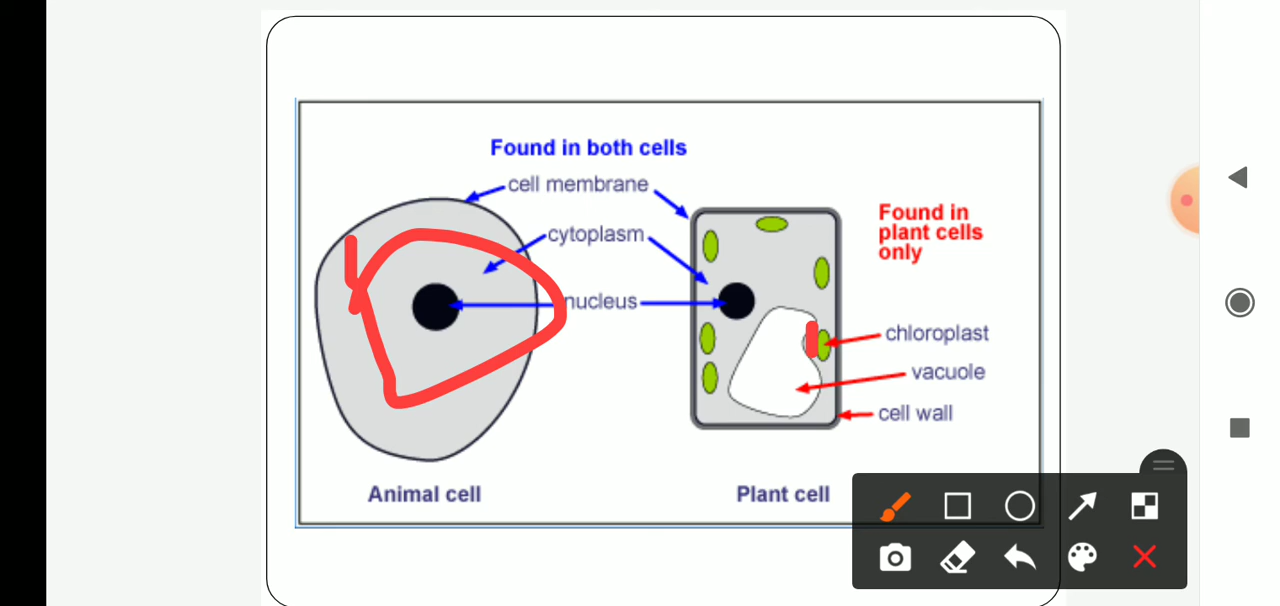 Found in both cells
cell membrane
cytoplasm
nucleus
Found in
plant cells
only
chloroplast
vacuole
cell wall
Animal cell
Plant cell